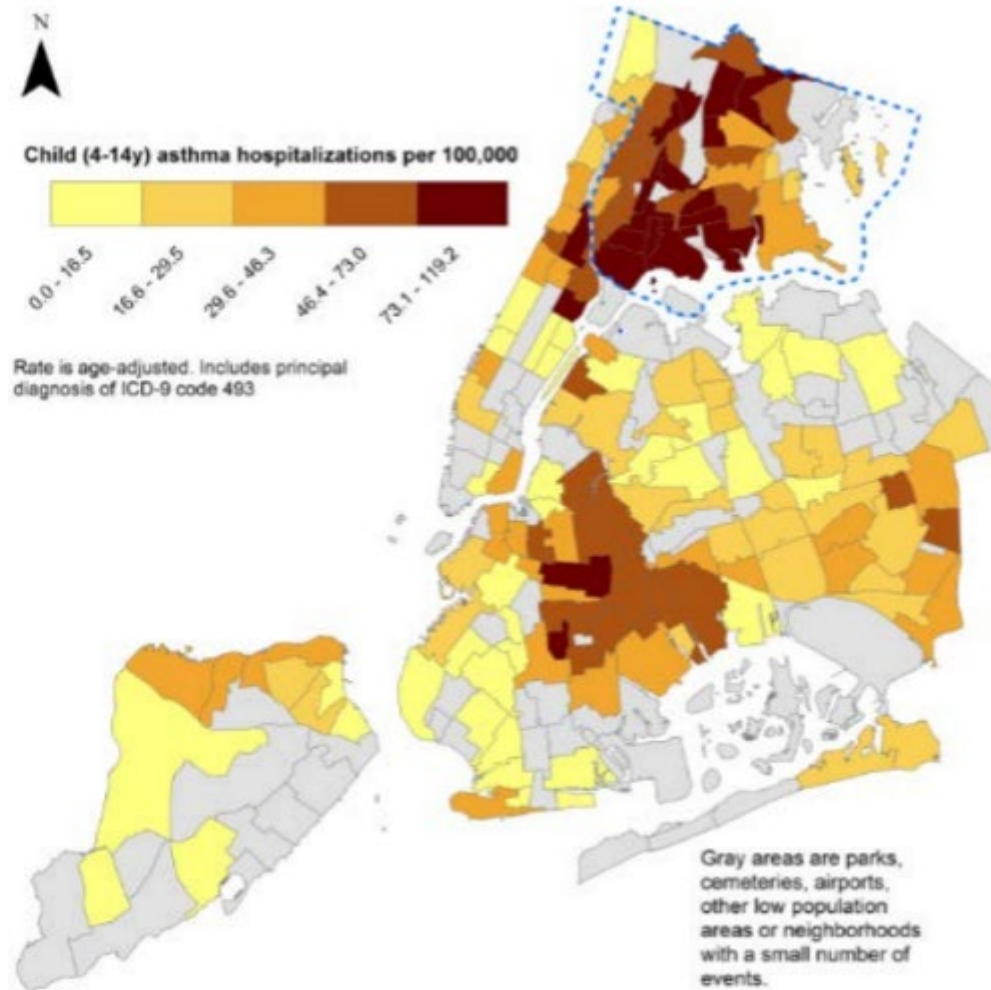 N
Child (4-14y) asthma hospitalizations per 100,000
0.0 - 16.5
16.6 - 29.5
29.6 - 46.3
46.4 - 73.0
73.1 - 119.2
Rate is age-adjusted. Includes principal
diagnosis of ICD-9 code 493
Gray areas are parks,
cemeteries, airports,
other low population
areas or neighborhoods
with a small number of
events.